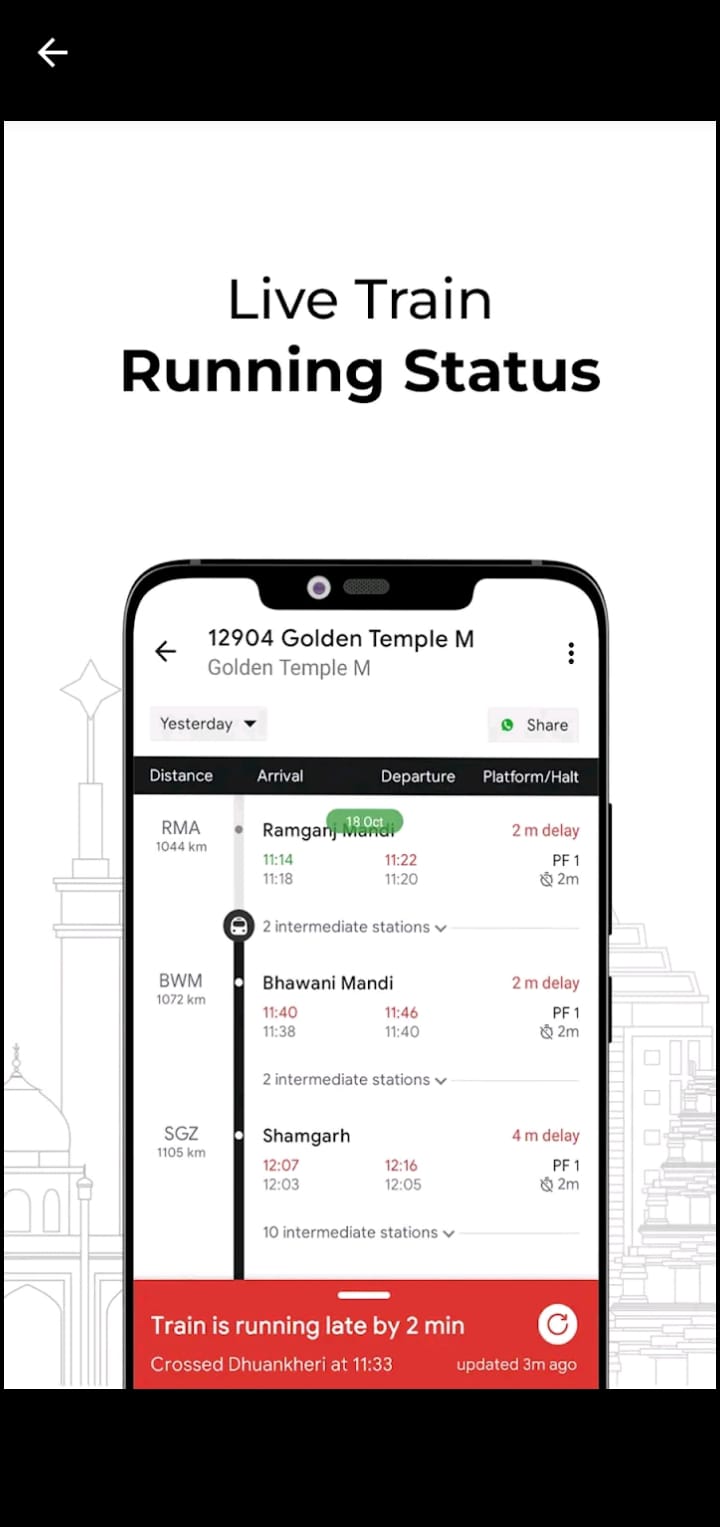 Live Train
Running Status
12904 Golden Temple M
Golden Temple M
Yesterday
Share
Distance Arrival Departure Platform/Halt
18 Oct
RMA Ramganj Mandi 2 m delay
1044 km 11:14 11:22 PF 1
11:18 11:20 2m
2 intermediate stations
BWM Bhawani Mandi 2 m delay
1072 km 11:40 11:46 PF 1
11:38 11:40 2m
2 intermediate stations
SGZ Shamgarh 4 m delay
1105 km 12:07 12:16 PF 1
12:03 12:05 2m
10 intermediate stations
Train is running late by 2 min
Crossed Dhuankheri at 11:33 updated 3m ago